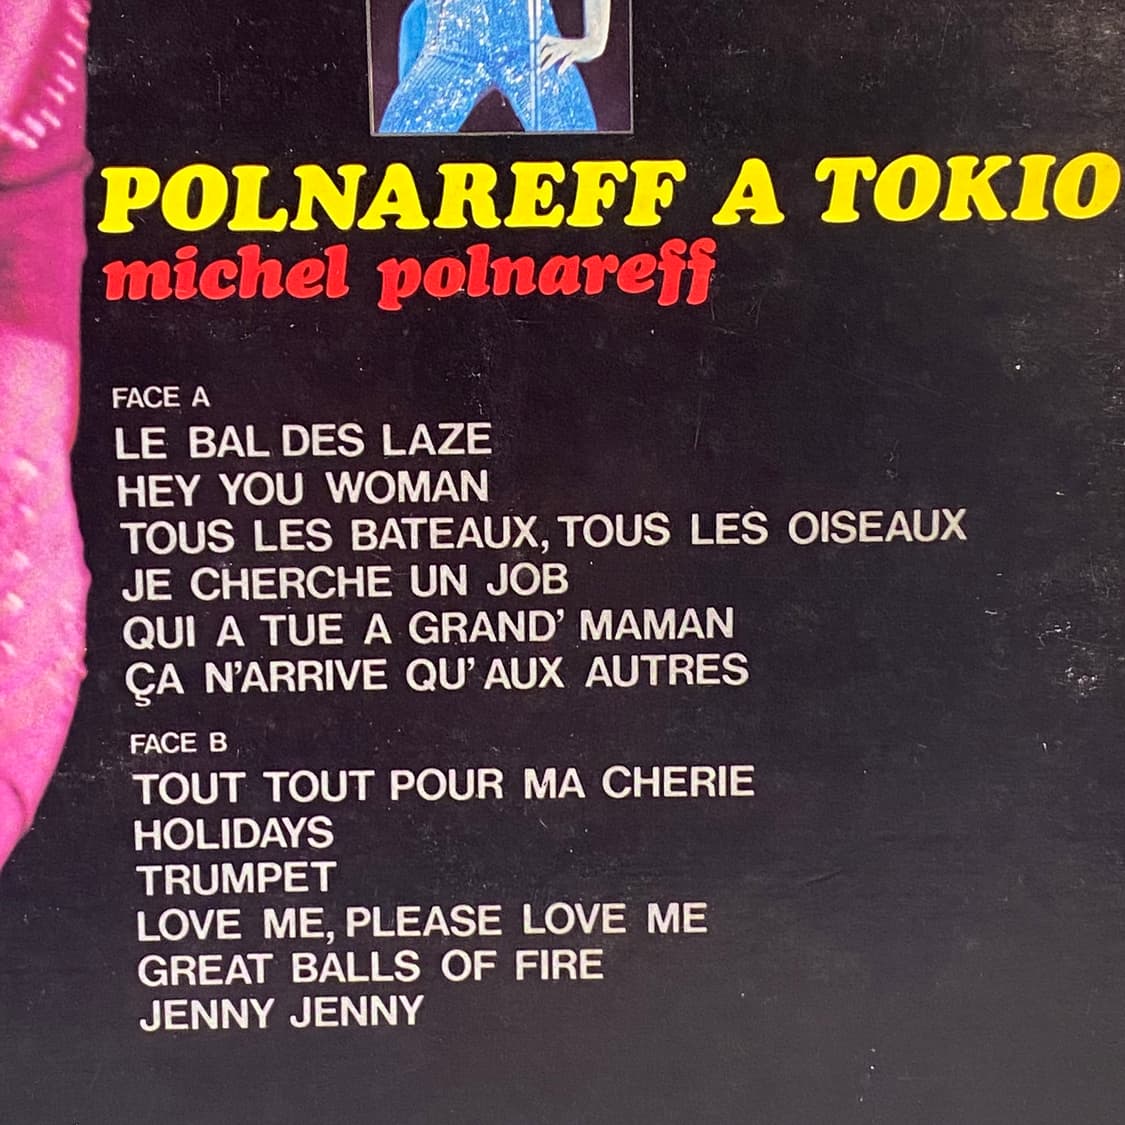 POLNAREFF A TOKIO
michel polnareff
FACE A
LE BAL DES LAZE
HEY YOU WOMAN
TOUS LES BATEAUX, TOUS LES OISEAUX
JE CHERCHE UN JOB
QUI A TUE A GRAND' MAMAN
ÇA N'ARRIVE QU' AUX AUTRES
FACE B
TOUT TOUT POUR MA CHERIE
HOLIDAYS
TRUMPET
LOVE ME, PLEASE LOVE ME
GREAT BALLS OF FIRE
JENNY JENNY